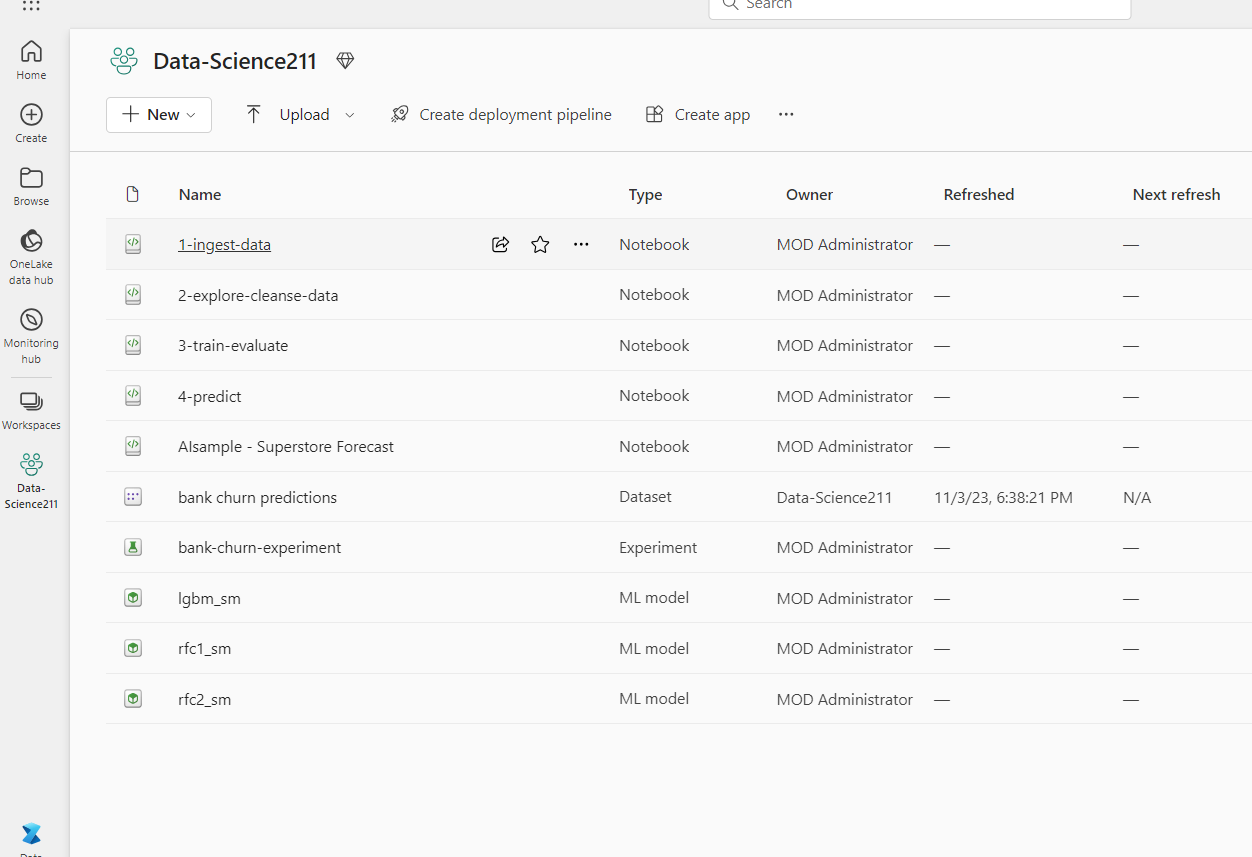 Search
Home
Create
Browse
OneLake
data hub
Monitoring
hub
Workspaces
Data-
Science211
Data-Science211
New
Upload
Create deployment pipeline
Create app
Name Type Owner Refreshed Next refresh
1-ingest-data Notebook MOD Administrator — —
2-explore-cleanse-data Notebook MOD Administrator — —
3-train-evaluate Notebook MOD Administrator — —
4-predict Notebook MOD Administrator — —
AIsample - Superstore Forecast Notebook MOD Administrator — —
bank churn predictions Dataset Data-Science211 11/3/23, 6:38:21 PM N/A
bank-churn-experiment Experiment MOD Administrator — —
lgbm_sm ML model MOD Administrator — —
rfc1_sm ML model MOD Administrator — —
rfc2_sm ML model MOD Administrator — —
Data